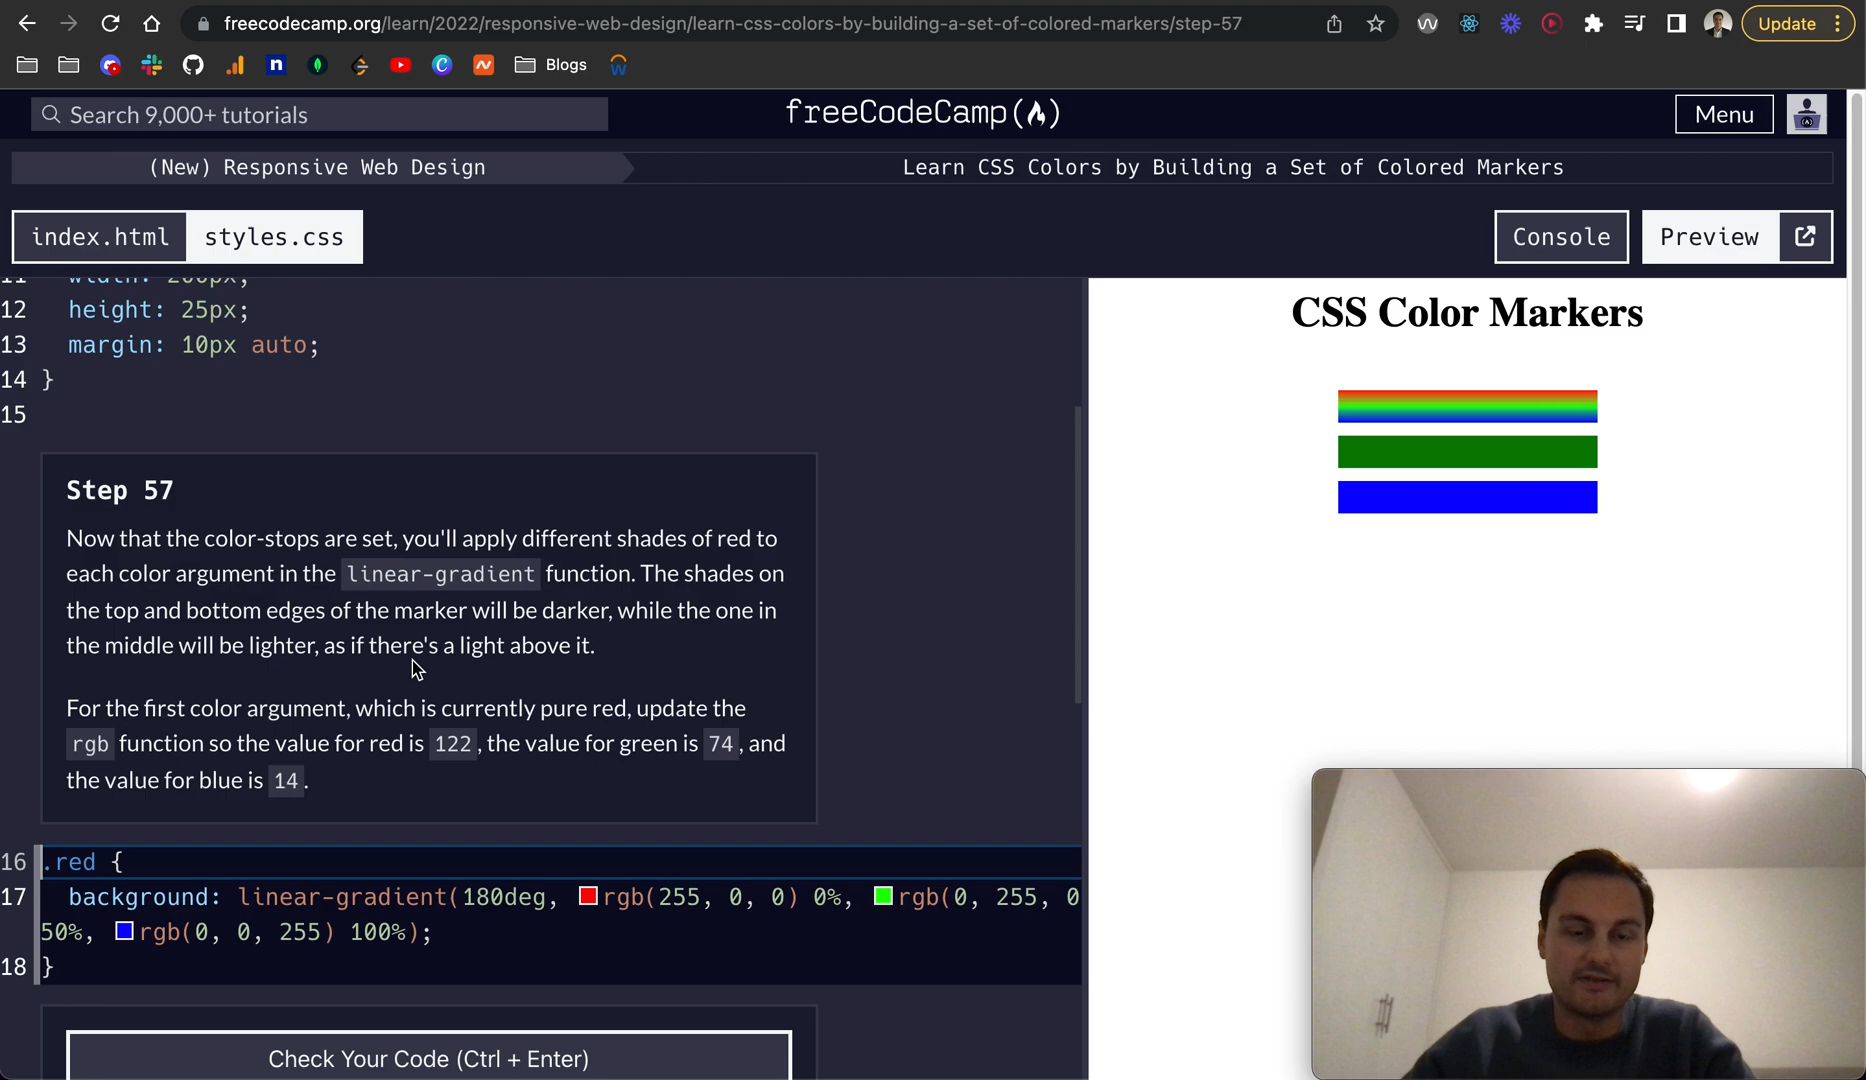 freecodecamp.org/learn/2022/responsive-web-design/learn-css-colors-by-building-a-set-of-colored-markers/step-57
Update
Blogs
Search 9,000+ tutorials
freeCodeCamp
Menu
(New) Responsive Web Design
Learn CSS Colors by Building a Set of Colored Markers
index.html
styles.css
Console
Preview
12 height: 25px;
13 margin: 10px auto;
14 }
15
Step 57
Now that the color-stops are set, you'll apply different shades of red to
each color argument in the linear-gradient function. The shades on
the top and bottom edges of the marker will be darker, while the one in
the middle will be lighter, as if there's a light above it.
For the first color argument, which is currently pure red, update the
rgb function so the value for red is 122, the value for green is 74, and
the value for blue is 14.
16 .red {
17 background: linear-gradient(180deg, rgb(255, 0, 0) 0%, rgb(0, 255, 0
50%, rgb(0, 0, 255) 100%);
18 }
Check Your Code (Ctrl + Enter)
CSS Color Markers